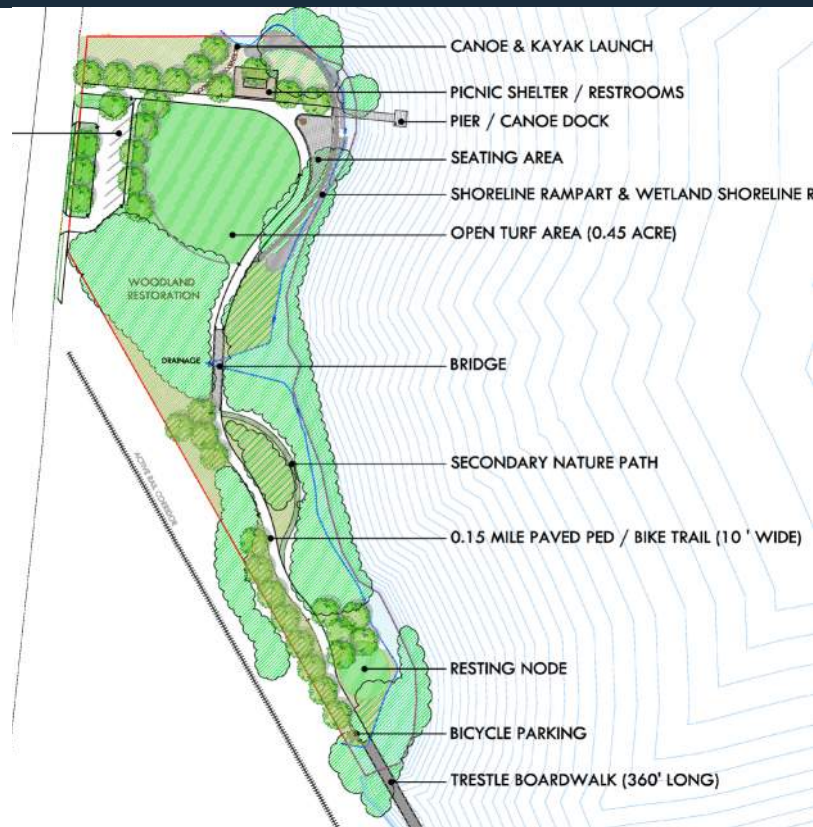 CANOE & KAYAK LAUNCH
PICNIC SHELTER / RESTROOMS
PIER / CANOE DOCK
SEATING AREA
SHORELINE RAMPART & WETLAND SHORELINE R
OPEN TURF AREA (0.45 ACRE)
WOODLAND
RESTORATION
DRAINAGE
BRIDGE
SECONDARY NATURE PATH
ACTIVE RAIL CORRIDOR
0.15 MILE PAVED PED / BIKE TRAIL (10 ' WIDE)
RESTING NODE
BICYCLE PARKING
TRESTLE BOARDWALK (360' LONG)